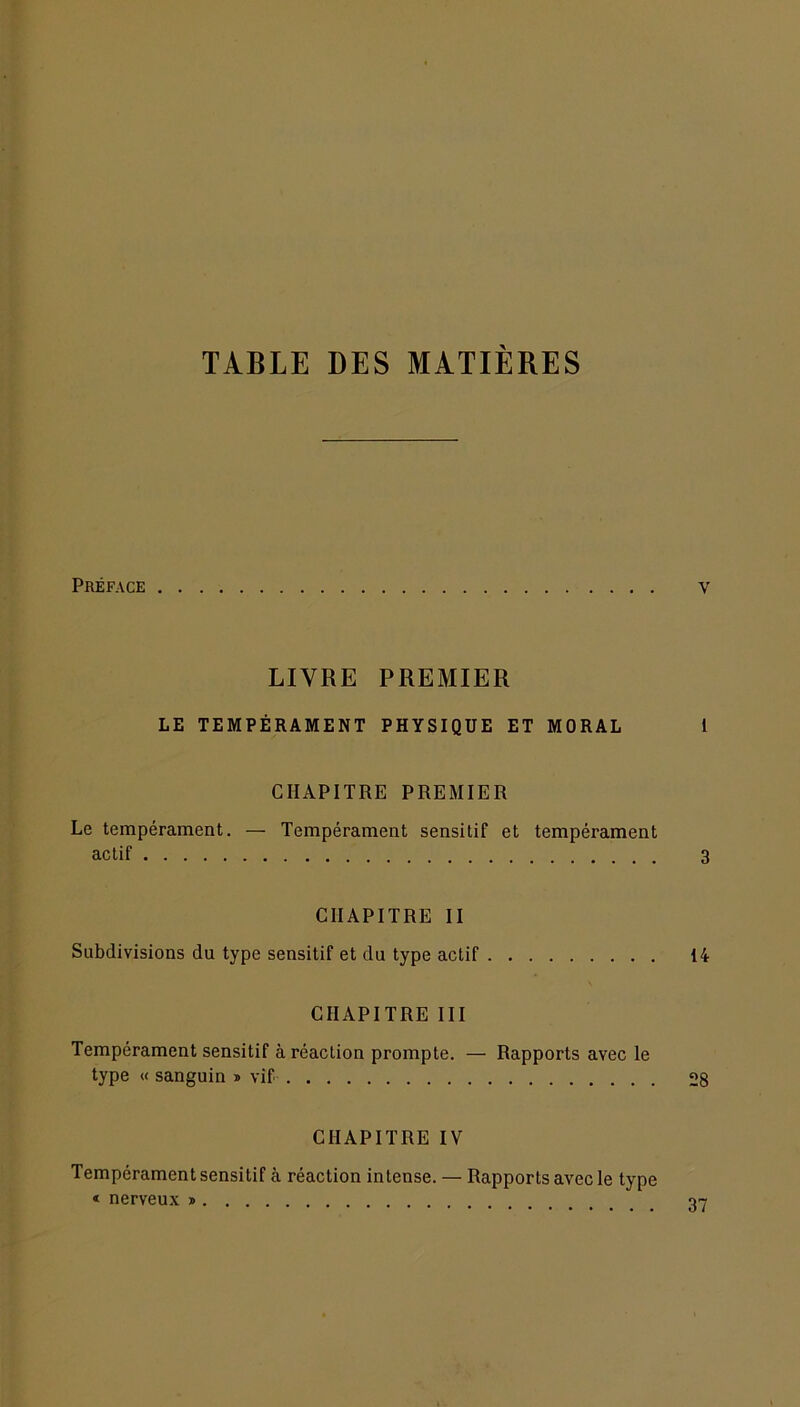 TABLE DES MATIÈRES
PRÉFACE . . . . . . . . . . . . . . . . . . . . . . . . . V
LIVRE PREMIER
LE TEMPÉRAMENT PHYSIQUE ET MORAL 1
CHAPITRE PREMIER
Le tempérament. — Tempérament sensitif et tempérament
actif . . . . . . . . . . . . . . . . . . . . . . . . . . 3
CHAPITRE II
Subdivisions du type sensitif et du type actif . . . . . . . . . 14
CHAPITRE III
Tempérament sensitif à réaction prompte. — Rapports avec le
type « sanguin » vif . . . . . . . . . . . . . . . . . . . 28
CHAPITRE IV
Tempérament sensitif à réaction intense. — Rapports avec le type
« nerveux ». . . . . . . . . . . . . . . . . . . . . . . 37